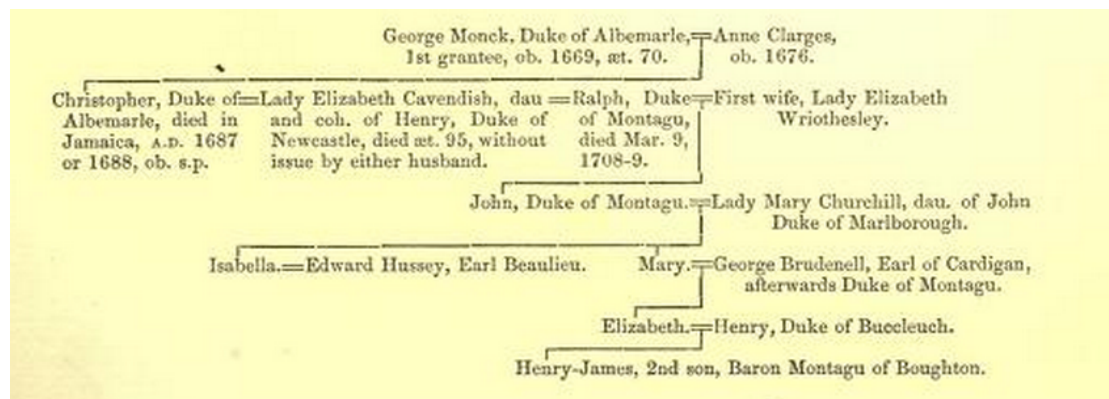 George Monck, Duke of Albemarle,=Anne Clarges,
1st grantee, ob. 1669, æt. 70. ob. 1676.
Christopher, Duke of=Lady Elizabeth Cavendish, dau=Ralph, Duke=First wife, Lady Elizabeth
Albemarle, died in and coh. of Henry, Duke of of Montagu, Wriothesley.
Jamaica, A.D. 1687 Newcastle, died æt. 95, without died Mar. 9,
or 1688, ob. s.p. issue by either husband. 1708-9.
John, Duke of Montagu.=Lady Mary Churchill, dau. of John
Duke of Marlborough.
Isabella.=Edward Hussey, Earl Beaulieu. Mary.=George Brudenell, Earl of Cardigan,
afterwards Duke of Montagu.
Elizabeth.=Henry, Duke of Buccleuch.
Henry-James, 2nd son, Baron Montagu of Boughton.